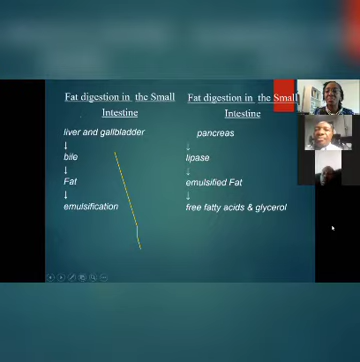 Fat digestion in the Small
Intestine
liver and gallbladder
↓
bile
↓
Fat
↓
emulsification
Fat digestion in the Small
Intestine
pancreas
↓
lipase
↓
emulsified Fat
↓
free fatty acids & glycerol